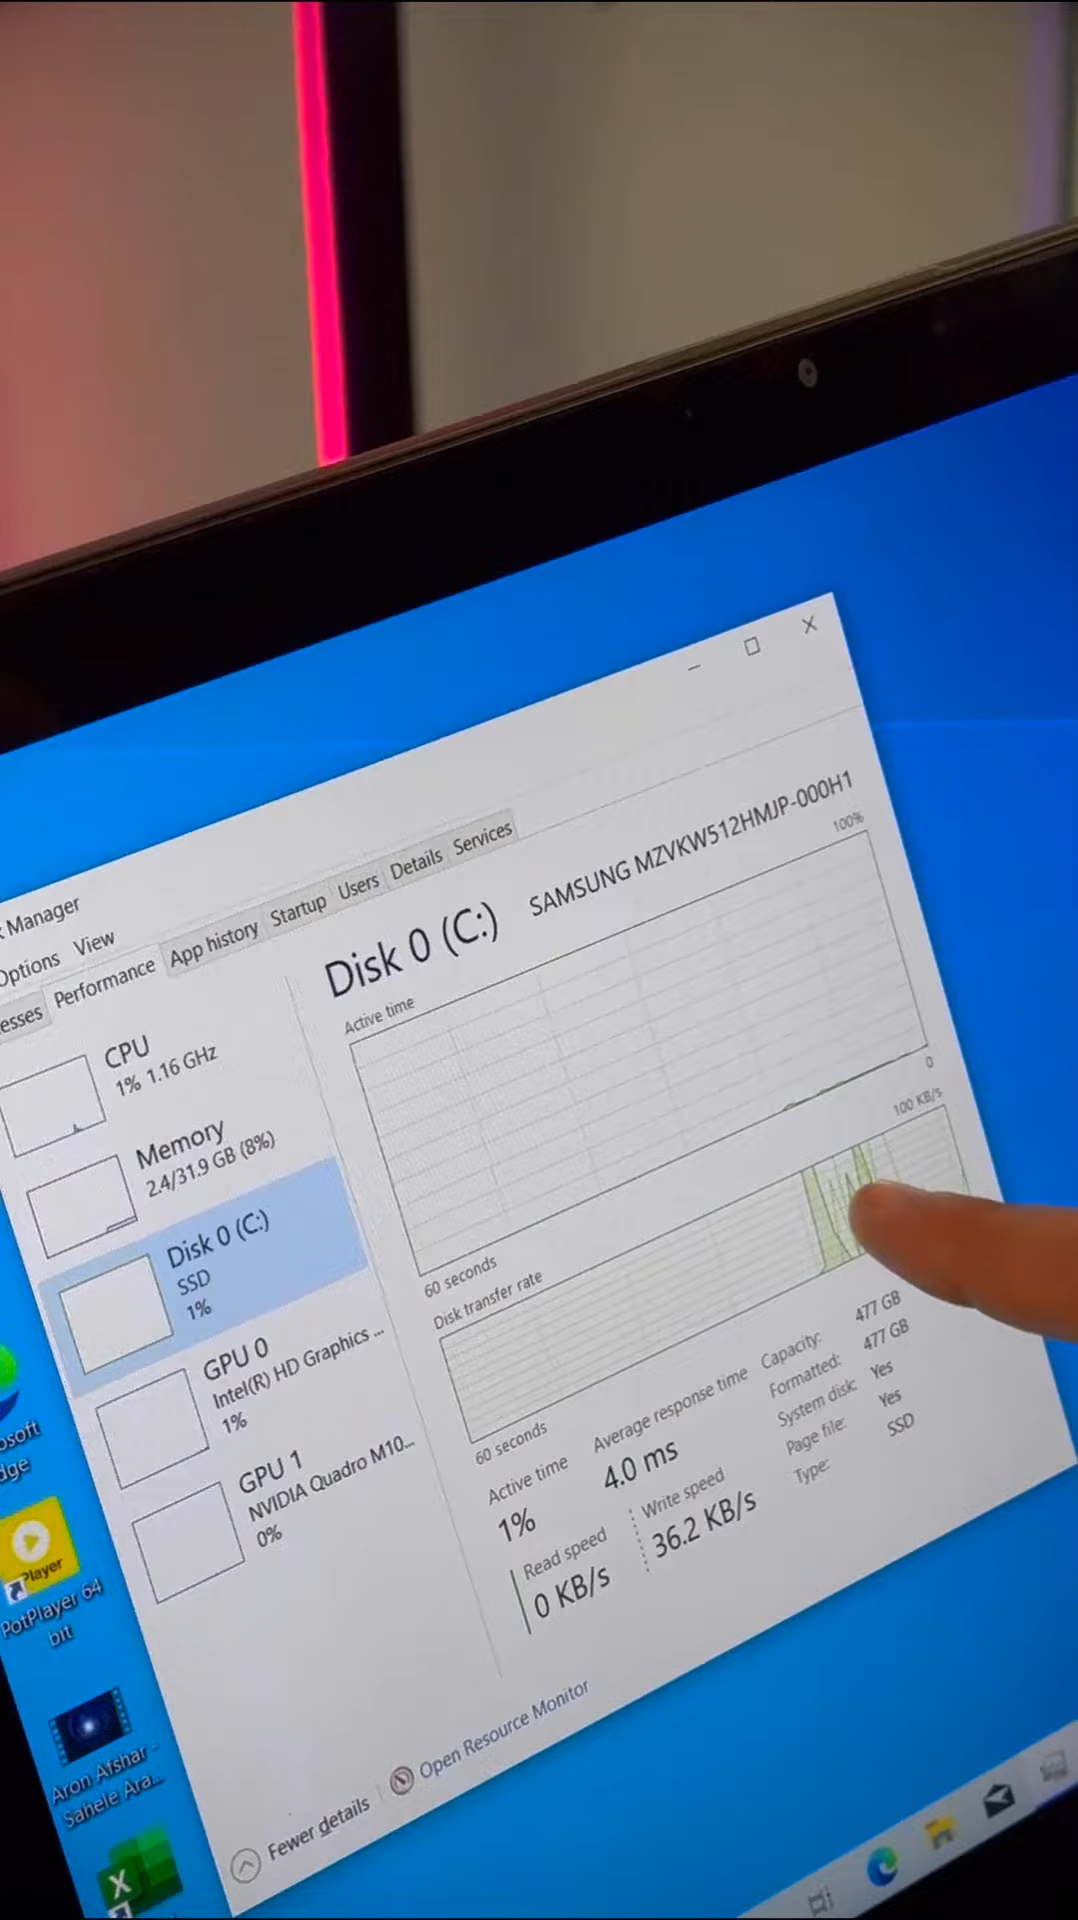 Manager
Options View
Performance App history Startup Users Details Services
CPU
1% 1.16 GHz
Memory
2.4/31.9 GB (8%)
Disk 0 (C:)
SSD
1%
GPU 0
Intel(R) HD Graphics ...
1%
GPU 1
NVIDIA Quadro M10...
0%
Disk 0 (C:) SAMSUNG MZVKW512HMJP-000H1
Active time 100%
60 seconds 0
Disk transfer rate 100 KB/s
60 seconds
Active time
1%
Average response time
4.0 ms
Read speed
0 KB/s
Write speed
36.2 KB/s
Capacity: 477 GB
Formatted: 477 GB
System disk: Yes
Page file: Yes
Type: SSD
Fewer details
Open Resource Monitor
Player
PotPlayer 64
bit
Aron Afshar -
Sahele Ara...
X